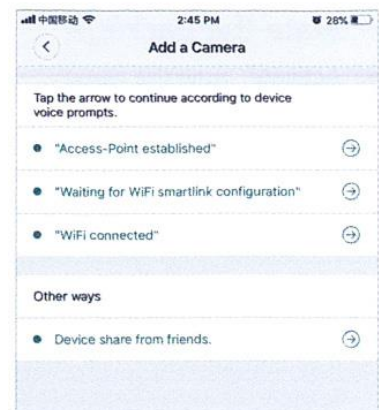 中国移动 2:45 PM 28%
Add a Camera
Tap the arrow to continue according to device
voice prompts.
"Access-Point established"
"Waiting for WiFi smartlink configuration"
"WiFi connected"
Other ways
Device share from friends.